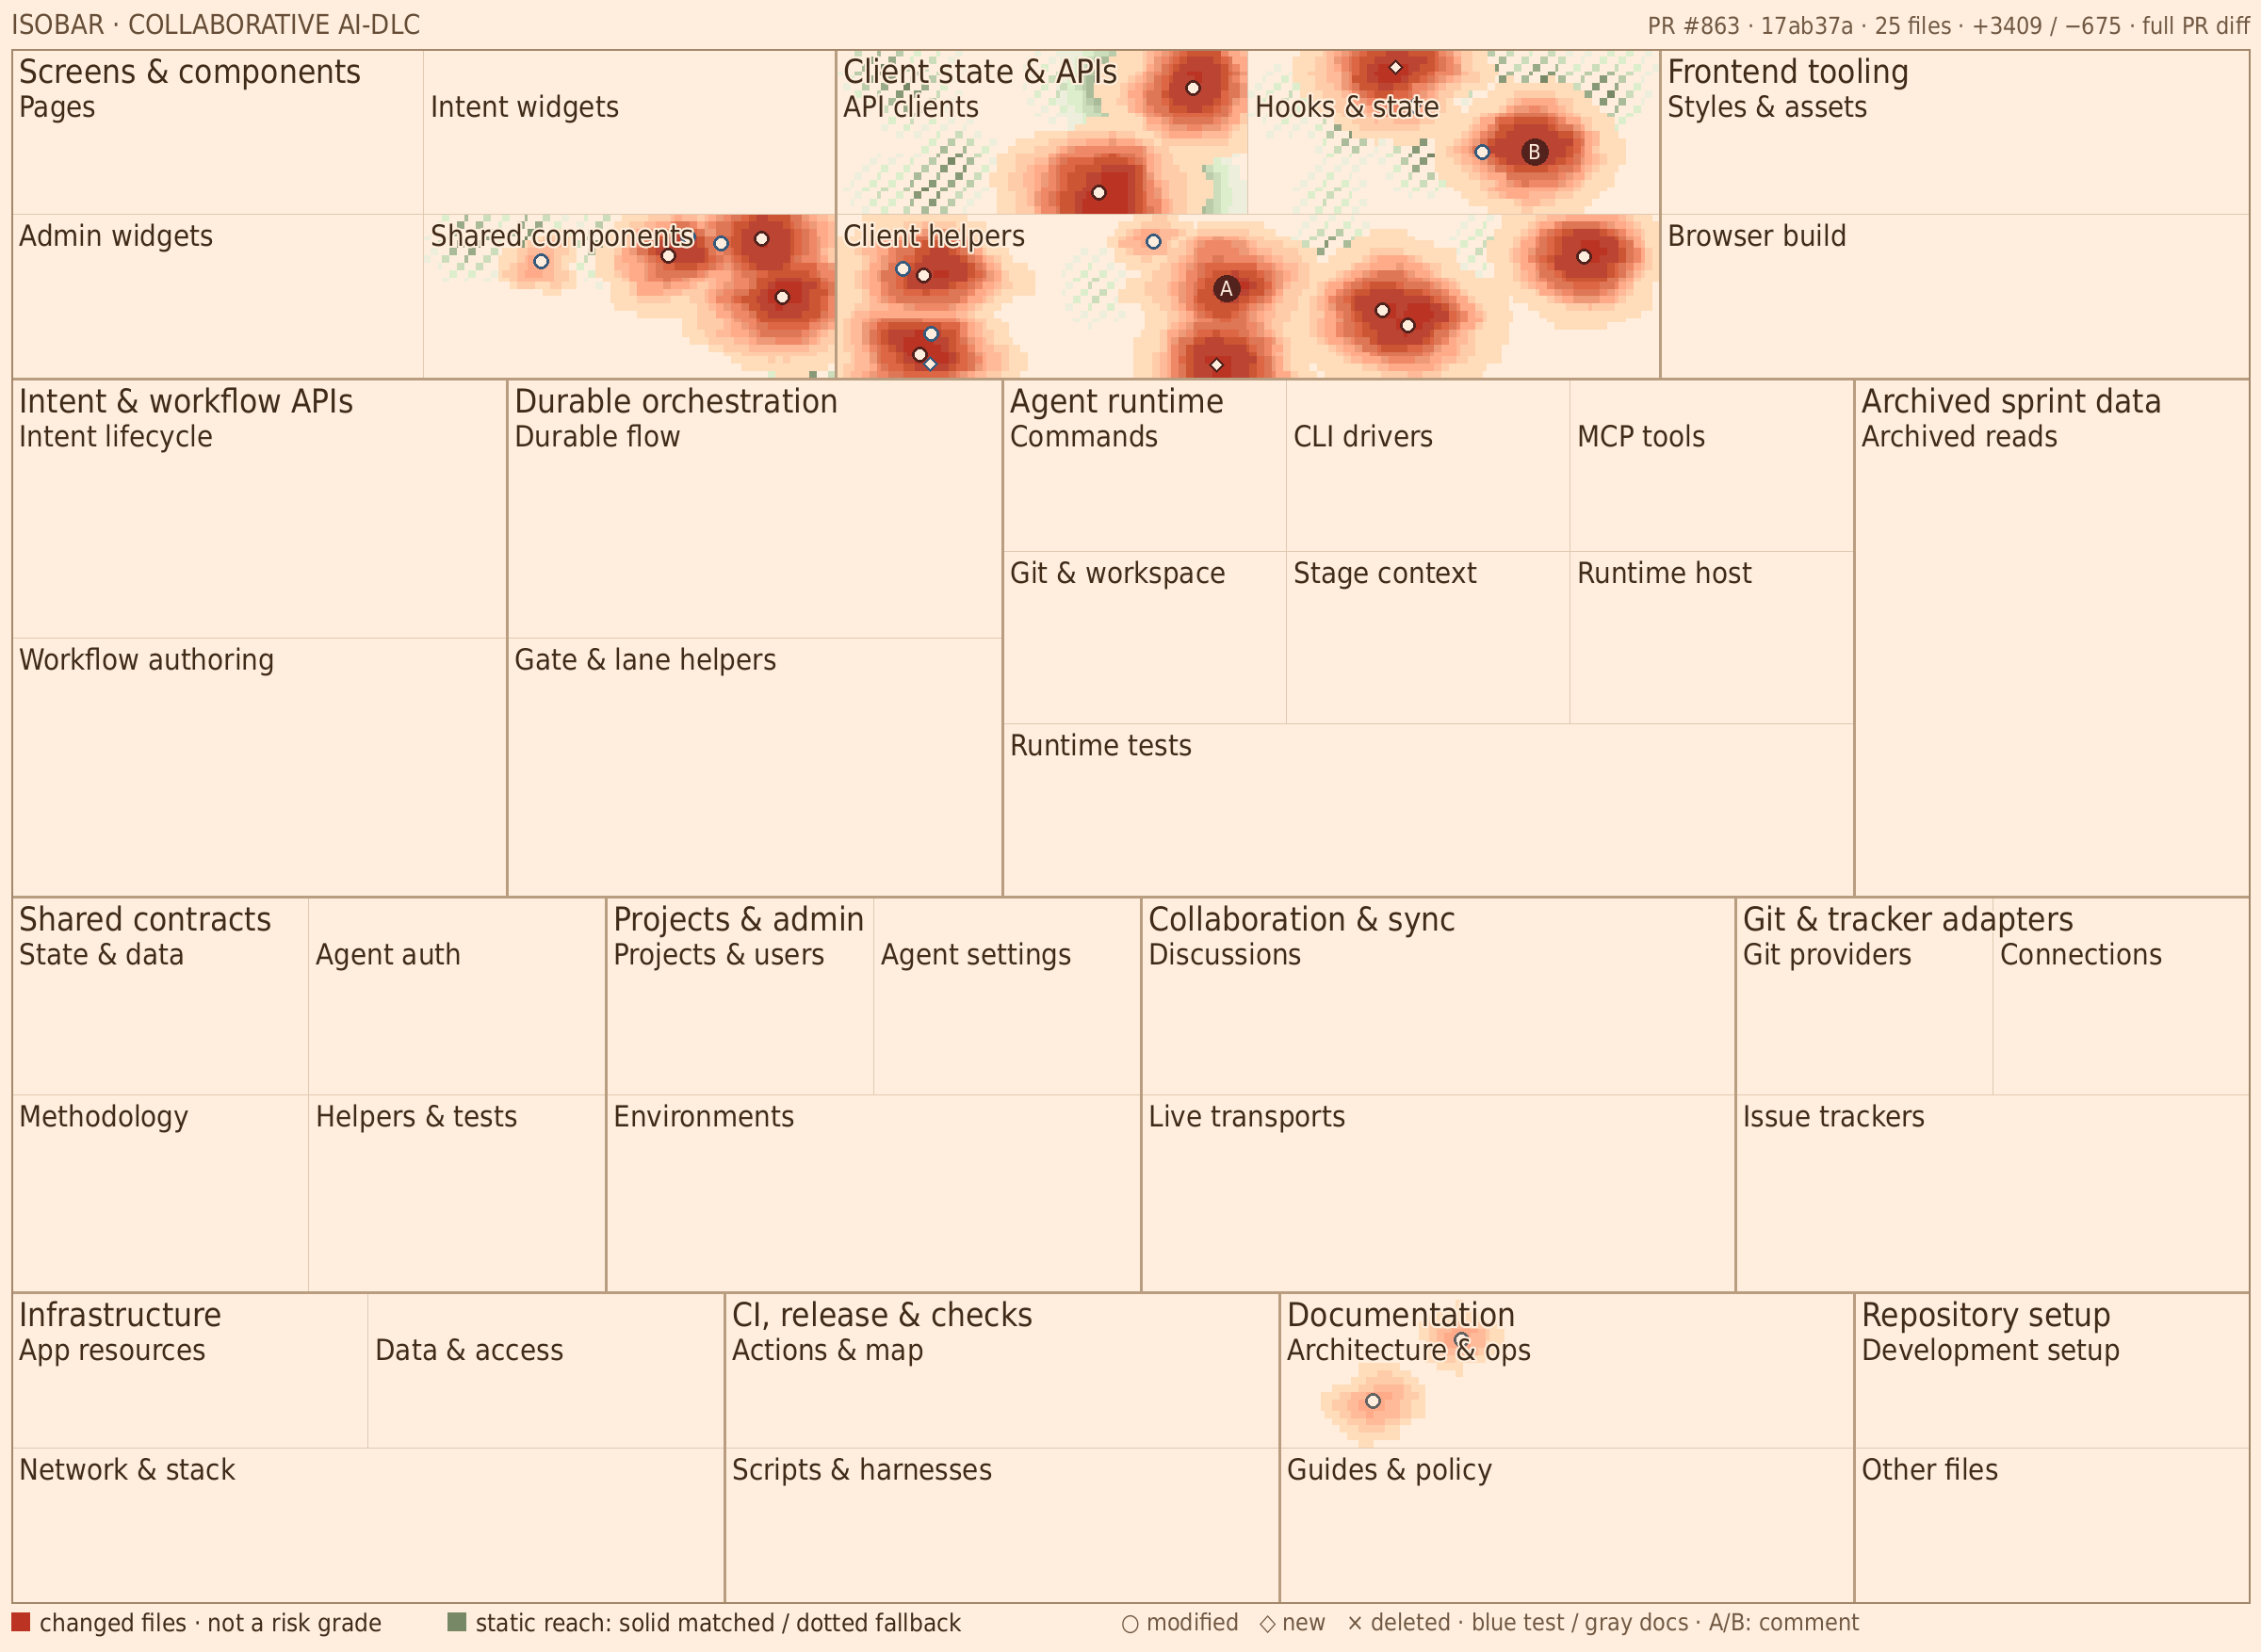 ISOBAR · COLLABORATIVE AI-DLC
PR #863 · 17ab37a · 25 files · +3409 / −675 · full PR diff
Screens & components
Pages
Intent widgets
Client state & APIs
API clients
Hooks & state
Frontend tooling
Styles & assets
B
Admin widgets
Shared components
Client helpers
A
Browser build
Intent & workflow APIs
Intent lifecycle
Durable orchestration
Durable flow
Agent runtime
Commands
CLI drivers
MCP tools
Archived sprint data
Archived reads
Git & workspace
Stage context
Runtime host
Workflow authoring
Gate & lane helpers
Runtime tests
Shared contracts
State & data
Agent auth
Projects & admin
Projects & users
Agent settings
Collaboration & sync
Discussions
Git & tracker adapters
Git providers
Connections
Methodology
Helpers & tests
Environments
Live transports
Issue trackers
Infrastructure
App resources
Data & access
CI, release & checks
Actions & map
Documentation
Architecture & ops
Repository setup
Development setup
Network & stack
Scripts & harnesses
Guides & policy
Other files
changed files · not a risk grade
static reach: solid matched / dotted fallback
○ modified ◇ new × deleted · blue test / gray docs · A/B: comment